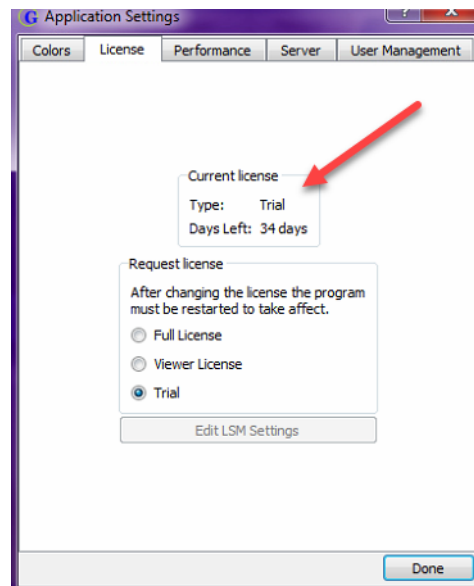 G Application Settings
? X
Colors License Performance Server User Management
Current license
Type: Trial
Days Left: 34 days
Request license
After changing the license the program
must be restarted to take affect.
Full License
Viewer License
Trial
Edit LSM Settings
Done